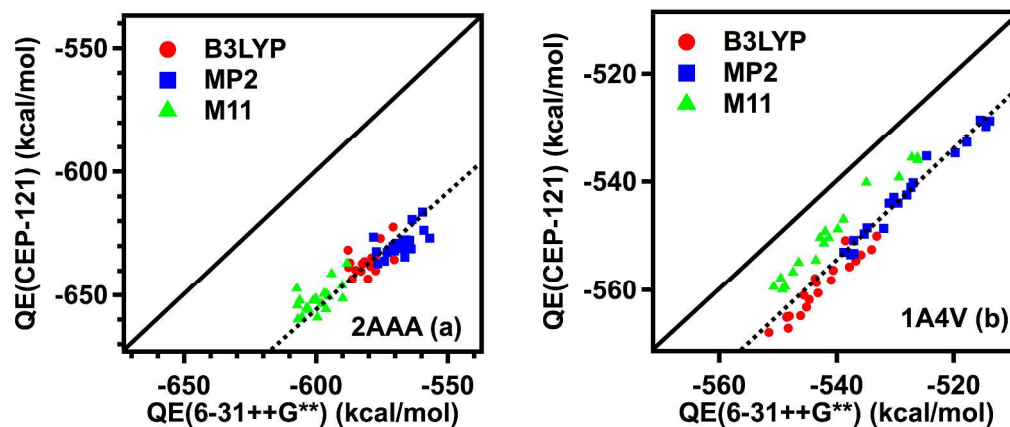 QE(CEP-121) (kcal/mol)
-550
-600
-650
B3LYP
MP2
M11
2AAA (a)
-650 -600 -550
QE(6-31++G**) (kcal/mol)
QE(CEP-121) (kcal/mol)
-520
-540
-560
B3LYP
MP2
M11
1A4V (b)
-560 -540 -520
QE(6-31++G**) (kcal/mol)